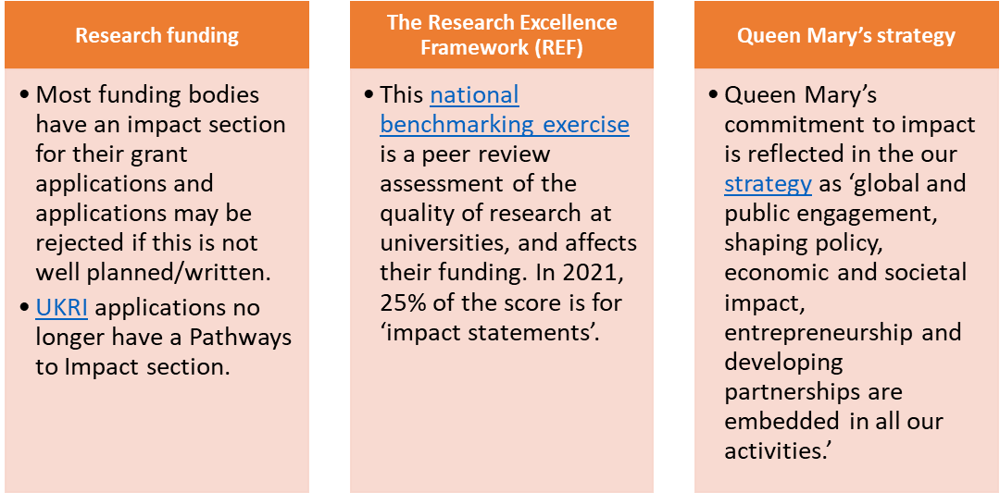 Research funding
• Most funding bodies
have an impact section
for their grant
applications and
applications may be
rejected if this is not
well planned/written.
• UKRI applications no
longer have a Pathways
to Impact section.
The Research Excellence
Framework (REF)
• This national
benchmarking exercise
is a peer review
assessment of the
quality of research at
universities, and affects
their funding. In 2021,
25% of the score is for
‘impact statements’.
Queen Mary’s strategy
• Queen Mary’s
commitment to impact
is reflected in the our
strategy as ‘global and
public engagement,
shaping policy,
economic and societal
impact,
entrepreneurship and
developing
partnerships are
embedded in all our
activities.’